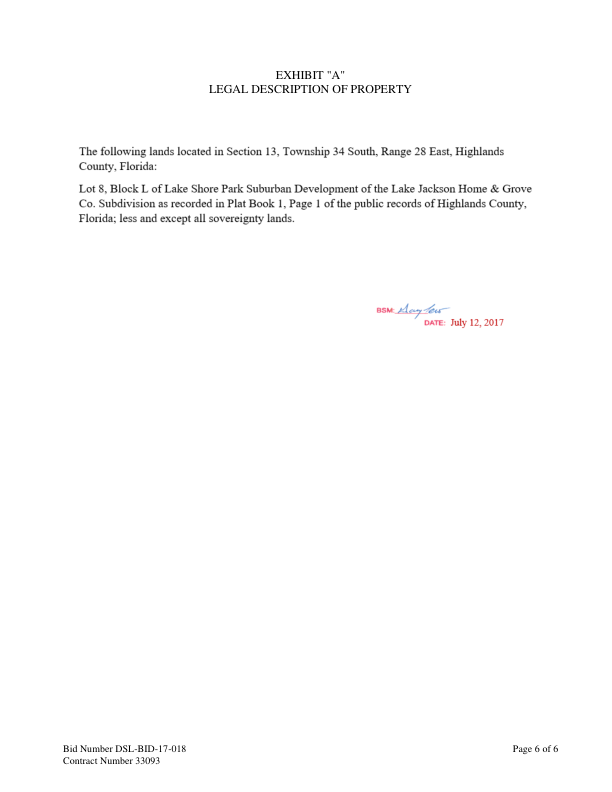 EXHIBIT "A"
LEGAL DESCRIPTION OF PROPERTY
The following lands located in Section 13, Township 34 South, Range 28 East, Highlands
County, Florida:
Lot 8, Block L of Lake Shore Park Suburban Development of the Lake Jackson Home & Grove
Co. Subdivision as recorded in Plat Book 1, Page 1 of the public records of Highlands County,
Florida; less and except all sovereignty lands.
BSM:
DATE: July 12, 2017
Bid Number DSL-BID-17-018
Page 6 of 6
Contract Number 33093